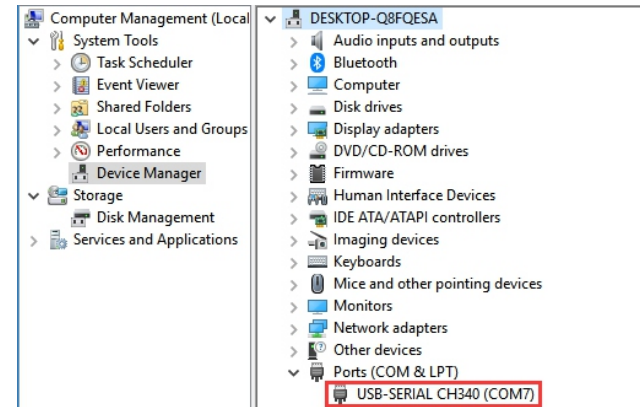 Computer Management (Local
System Tools
Task Scheduler
Event Viewer
Shared Folders
Local Users and Groups
Performance
Device Manager
Storage
Disk Management
Services and Applications
DESKTOP-Q8FQESA
Audio inputs and outputs
Bluetooth
Computer
Disk drives
Display adapters
DVD/CD-ROM drives
Firmware
Human Interface Devices
IDE ATA/ATAPI controllers
Imaging devices
Keyboards
Mice and other pointing devices
Monitors
Network adapters
Other devices
Ports (COM & LPT)
USB-SERIAL CH340 (COM7)